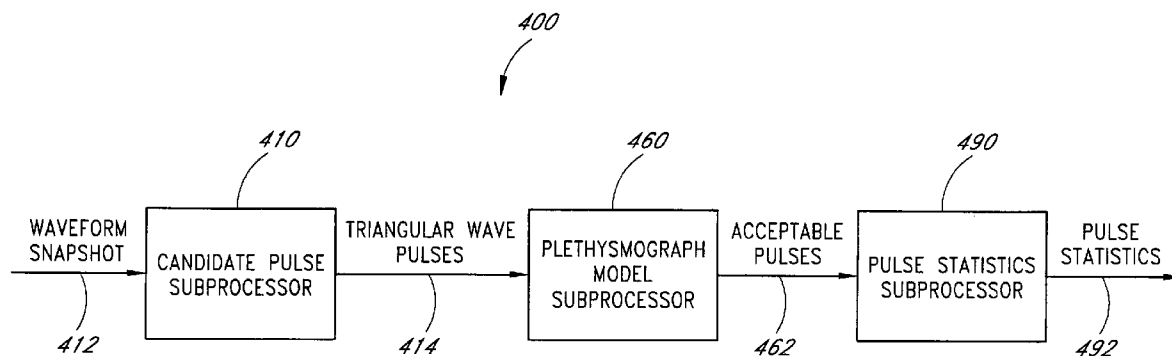 400
410
460
490
WAVEFORM
SNAPSHOT
CANDIDATE PULSE
SUBPROCESSOR
TRIANGULAR WAVE
PULSES
PLETHYSMOGRAPH
MODEL
SUBPROCESSOR
ACCEPTABLE
PULSES
PULSE STATISTICS
SUBPROCESSOR
PULSE
STATISTICS
412
414
462
492